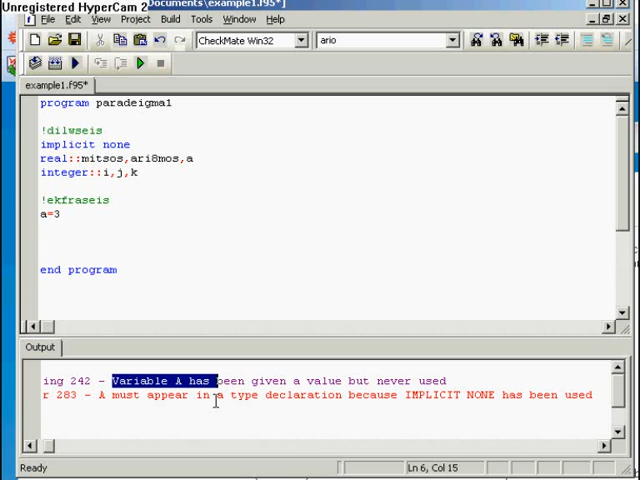 Unregistered HyperCam 2
Documents\example1.f95*]
File Edit View Project Build Tools Window Help
CheckMate Win32 ario
example1.f95*
program paradeigma1
!dilwseis
implicit none
real::mitsos,ari8mos,a
integer::i,j,k
!ekfraseis
a=3
end program
Output
ing 242 - Variable A has been given a value but never used
r 283 - A must appear in a type declaration because IMPLICIT NONE has been used
Ready Ln 6, Col 15